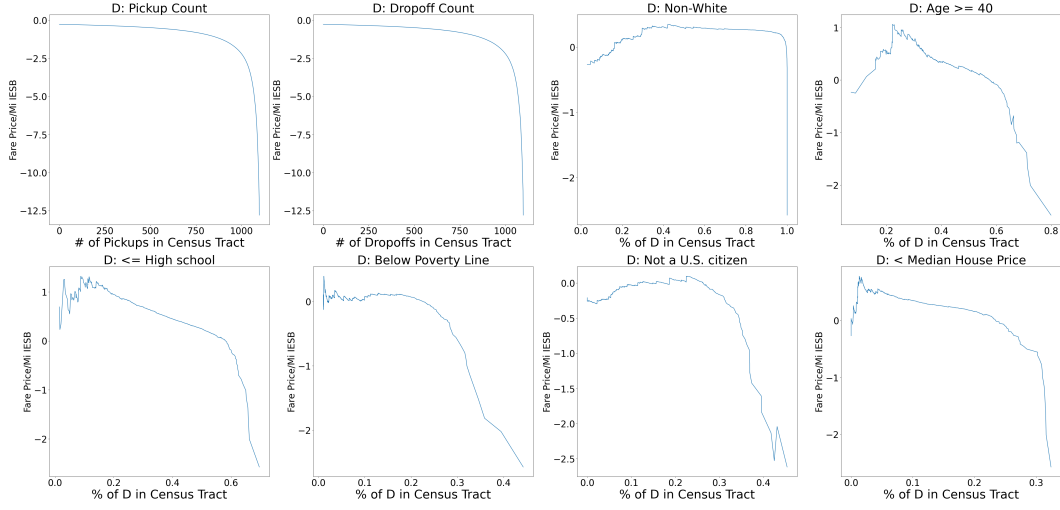 D: Pickup Count
Fare Price/Mi IESB
0.0
−2.5
−5.0
−7.5
−10.0
−12.5
0 250 500 750 1000
# of Pickups in Census Tract
D: Dropoff Count
Fare Price/Mi IESB
0.0
−2.5
−5.0
−7.5
−10.0
−12.5
0 250 500 750 1000
# of Dropoffs in Census Tract
D: Non-White
Fare Price/Mi IESB
0
−1
−2
0.0 0.2 0.4 0.6 0.8 1.0
% of D in Census Tract
D: Age >= 40
Fare Price/Mi IESB
1
0
−1
−2
0.2 0.4 0.6 0.8
% of D in Census Tract
D: <= High school
Fare Price/Mi IESB
1
0
−1
−2
0.0 0.2 0.4 0.6
% of D in Census Tract
D: Below Poverty Line
Fare Price/Mi IESB
0
−1
−2
0.0 0.1 0.2 0.3 0.4
% of D in Census Tract
D: Not a U.S. citizen
Fare Price/Mi IESB
0.0
−0.5
−1.0
−1.5
−2.0
−2.5
0.0 0.1 0.2 0.3 0.4
% of D in Census Tract
D: < Median House Price
Fare Price/Mi IESB
0
−1
−2
0.0 0.1 0.2 0.3
% of D in Census Tract